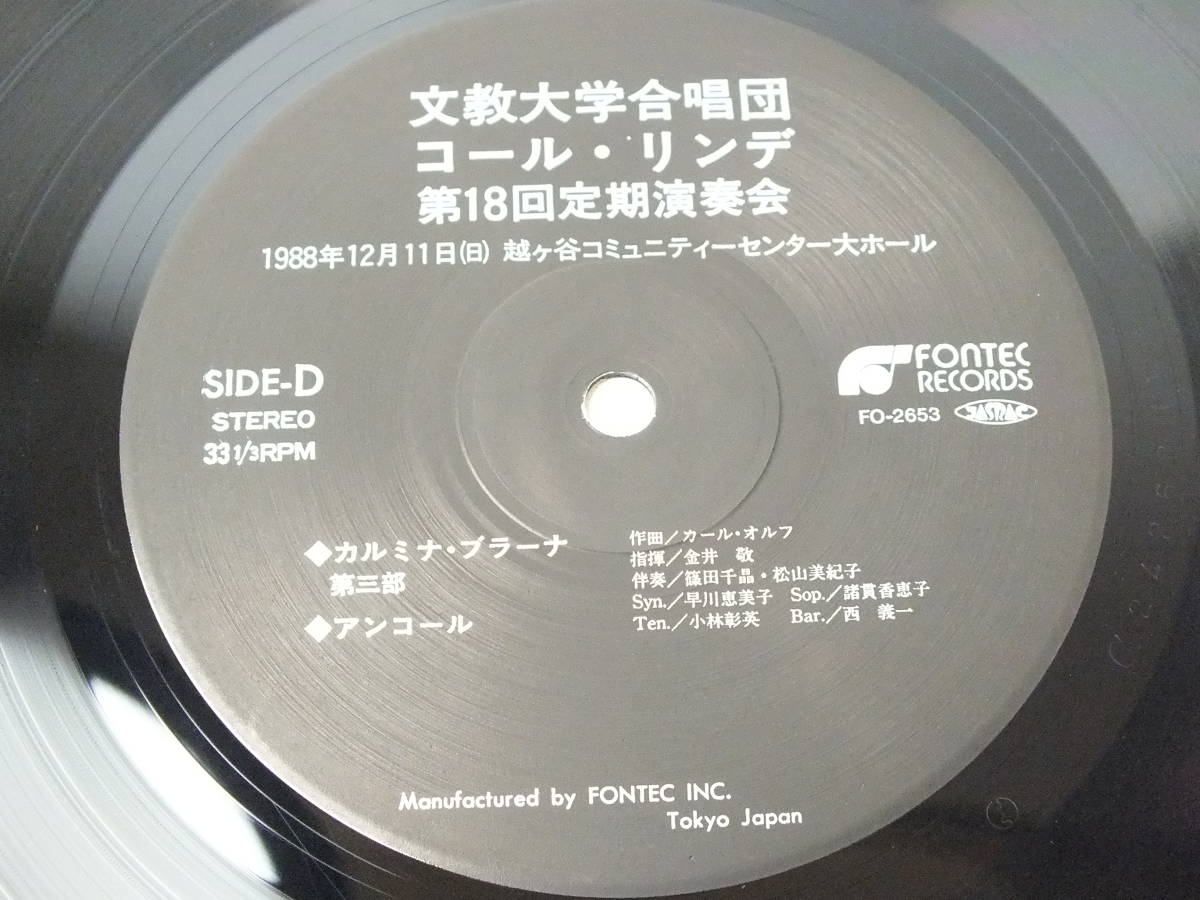 文教大学合唱団
コール・リンデ
第18回定期演奏会
1988年12月11日(日) 越ヶ谷コミュニティーセンター大ホール
SIDE-D
STEREO
33 1/3RPM
FONTEC
RECORDS
FO-2653 JASRAC
◆カルミナ・ブラーナ
第三部
◆アンコール
作曲／カール・オルフ
指揮／金井 敬
伴奏／篠田千晶・松山美紀子
Syn.／早川恵美子 Sop.／諸貫香恵子
Ten.／小林彰英 Bar.／西 義一
Manufactured by FONTEC INC.
Tokyo Japan